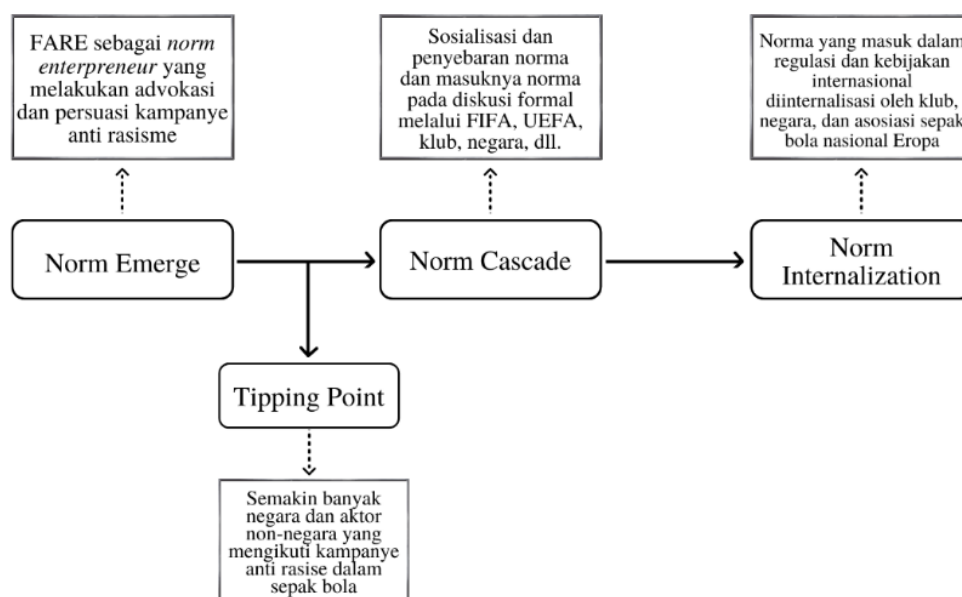 FARE sebagai norm
enterpreneur yang
melakukan advokasi
dan persuasi kampanye
anti rasisme
Sosialisasi dan
penyebaran norma
dan masuknya norma
pada diskusi formal
melalui FIFA, UEFA,
klub, negara, dll.
Norma yang masuk dalam
regulasi dan kebijakan
internasional
diinternalisasi oleh klub,
negara, dan asosiasi sepak
bola nasional Eropa
Norm Emerge
Norm Cascade
Norm
Internalization
Tipping Point
Semakin banyak
negara dan aktor
non-negara yang
mengikuti kampanye
anti rasise dalam
sepak bola